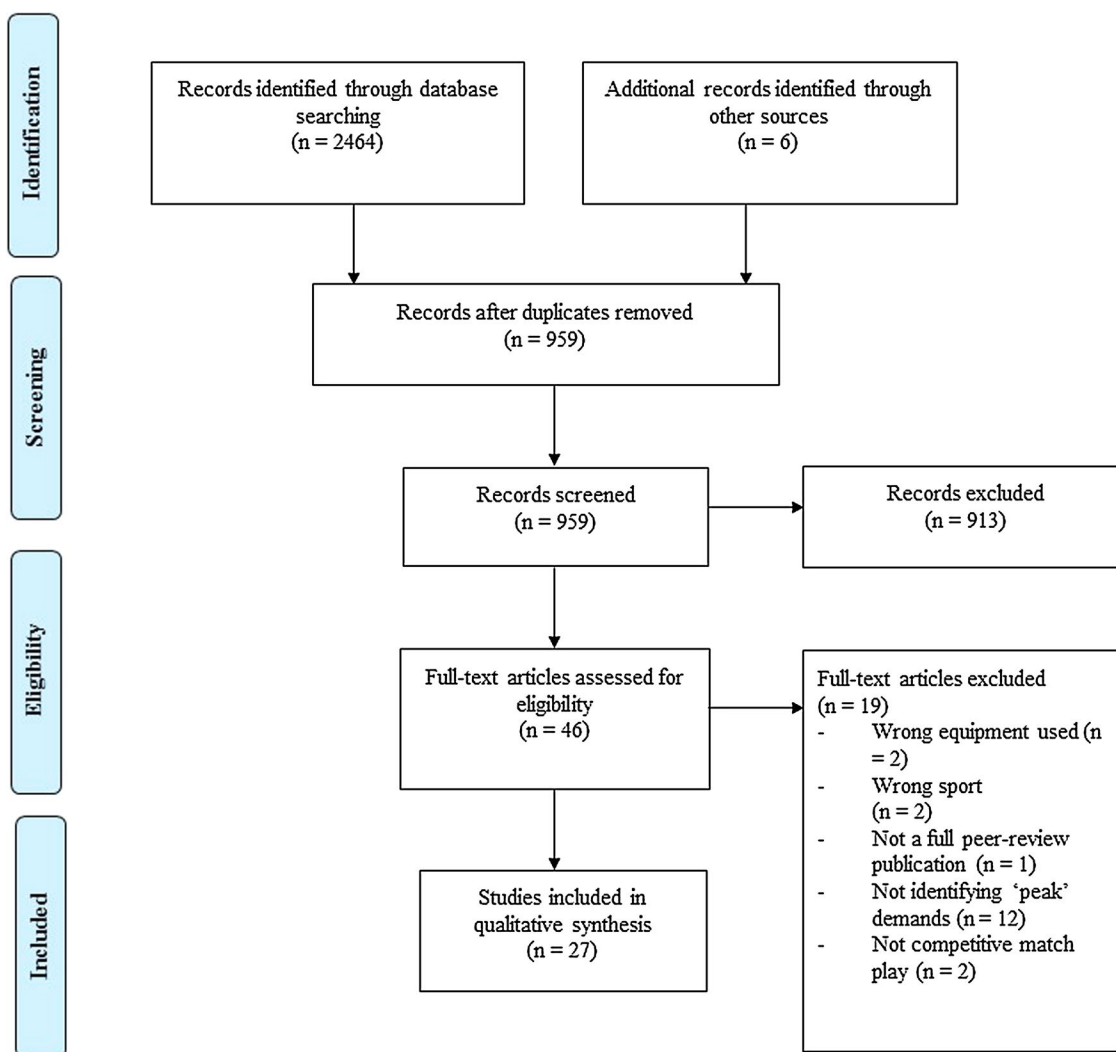 Identification
Records identified through database
searching
(n = 2464)
Additional records identified through
other sources
(n = 6)
Screening
Records after duplicates removed
(n = 959)
Records screened
(n = 959)
Records excluded
(n = 913)
Eligibility
Full-text articles assessed for
eligibility
(n = 46)
Full-text articles excluded
(n = 19)
- Wrong equipment used (n
= 2)
- Wrong sport
(n = 2)
- Not a full peer-review
publication (n = 1)
- Not identifying ‘peak’
demands (n = 12)
- Not competitive match
play (n = 2)
Included
Studies included in
qualitative synthesis
(n = 27)